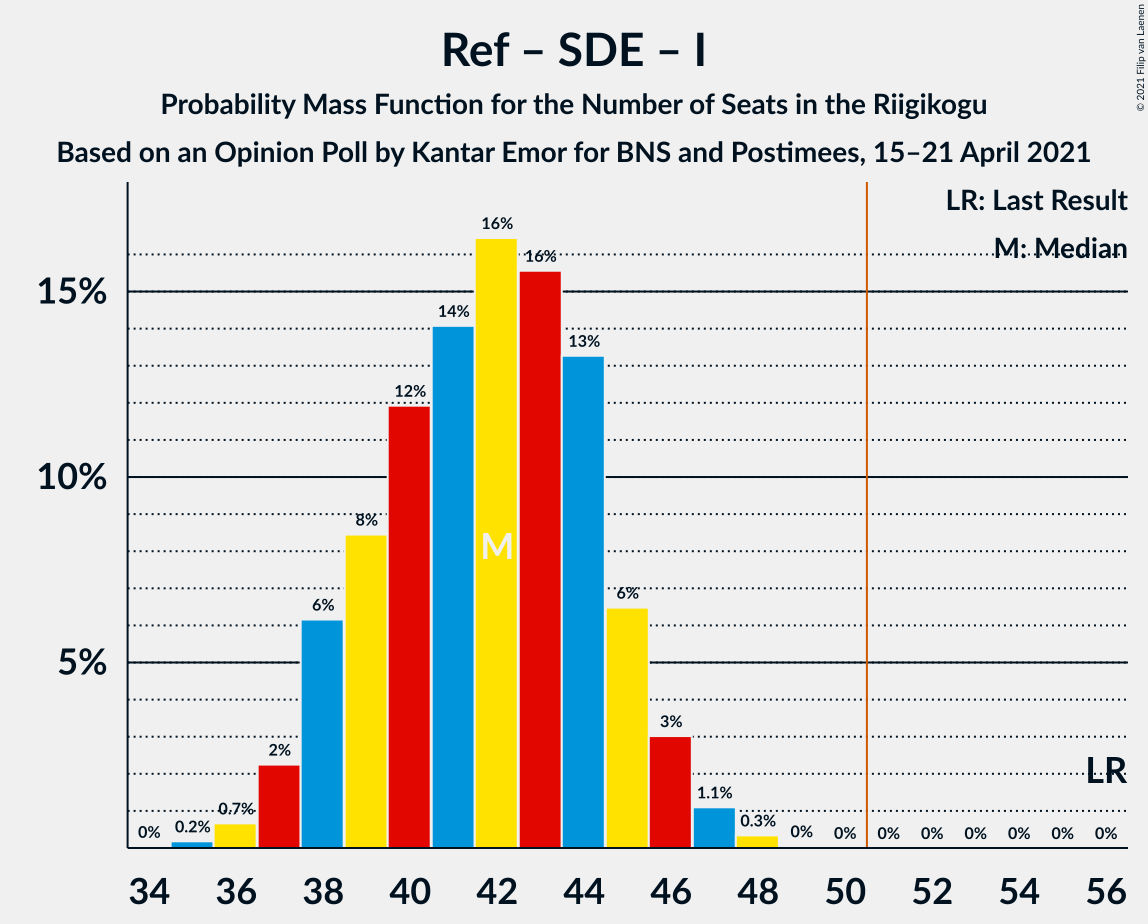 Ref – SDE – I
Probability Mass Function for the Number of Seats in the Riigikogu
Based on an Opinion Poll by Kantar Emor for BNS and Postimees, 15–21 April 2021
© 2021 Filip van Laenen
LR: Last Result
M: Median
15%
10%
5%
0%
0.2%
0.7%
2%
6%
8%
12%
14%
16%
16%
13%
6%
3%
1.1%
0.3%
0%
0%
0%
0%
0%
0%
0%
0%
M
LR
34 36 38 40 42 44 46 48 50 52 54 56